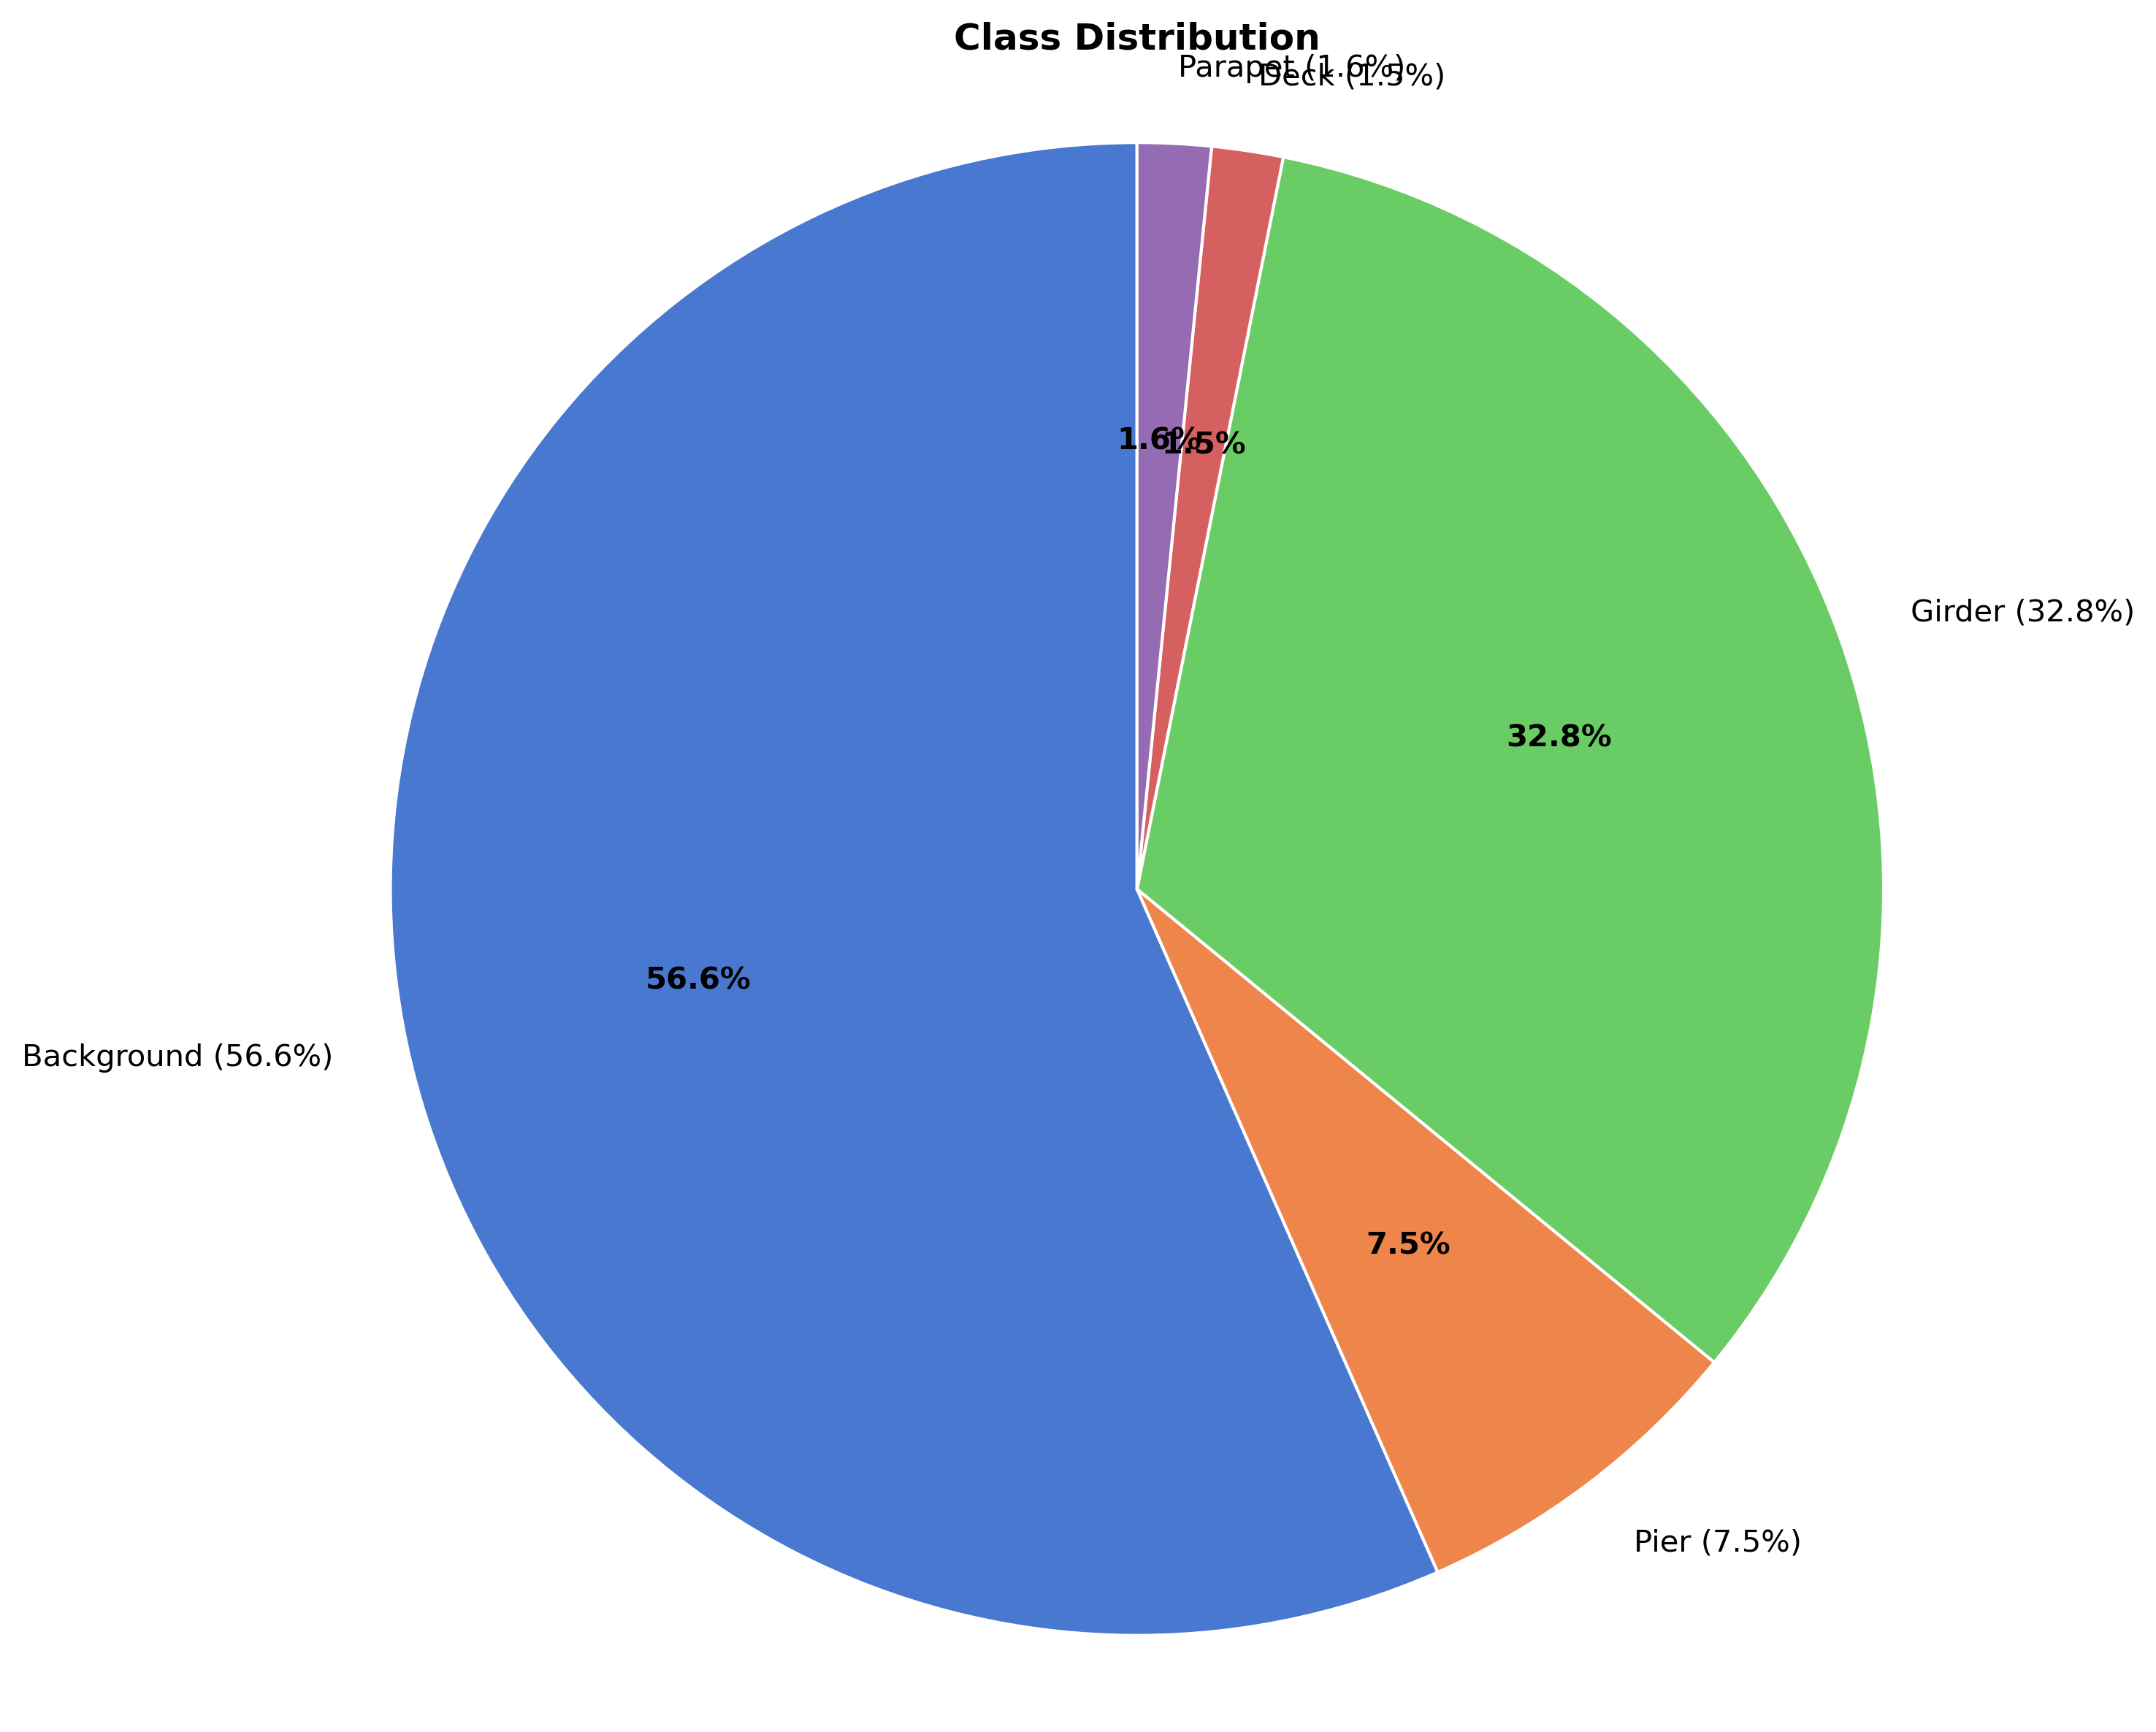 Class Distribution
Parapet (1.6%)
Deck (1.5%)
1.6%
1.5%
Girder (32.8%)
32.8%
56.6%
Background (56.6%)
7.5%
Pier (7.5%)